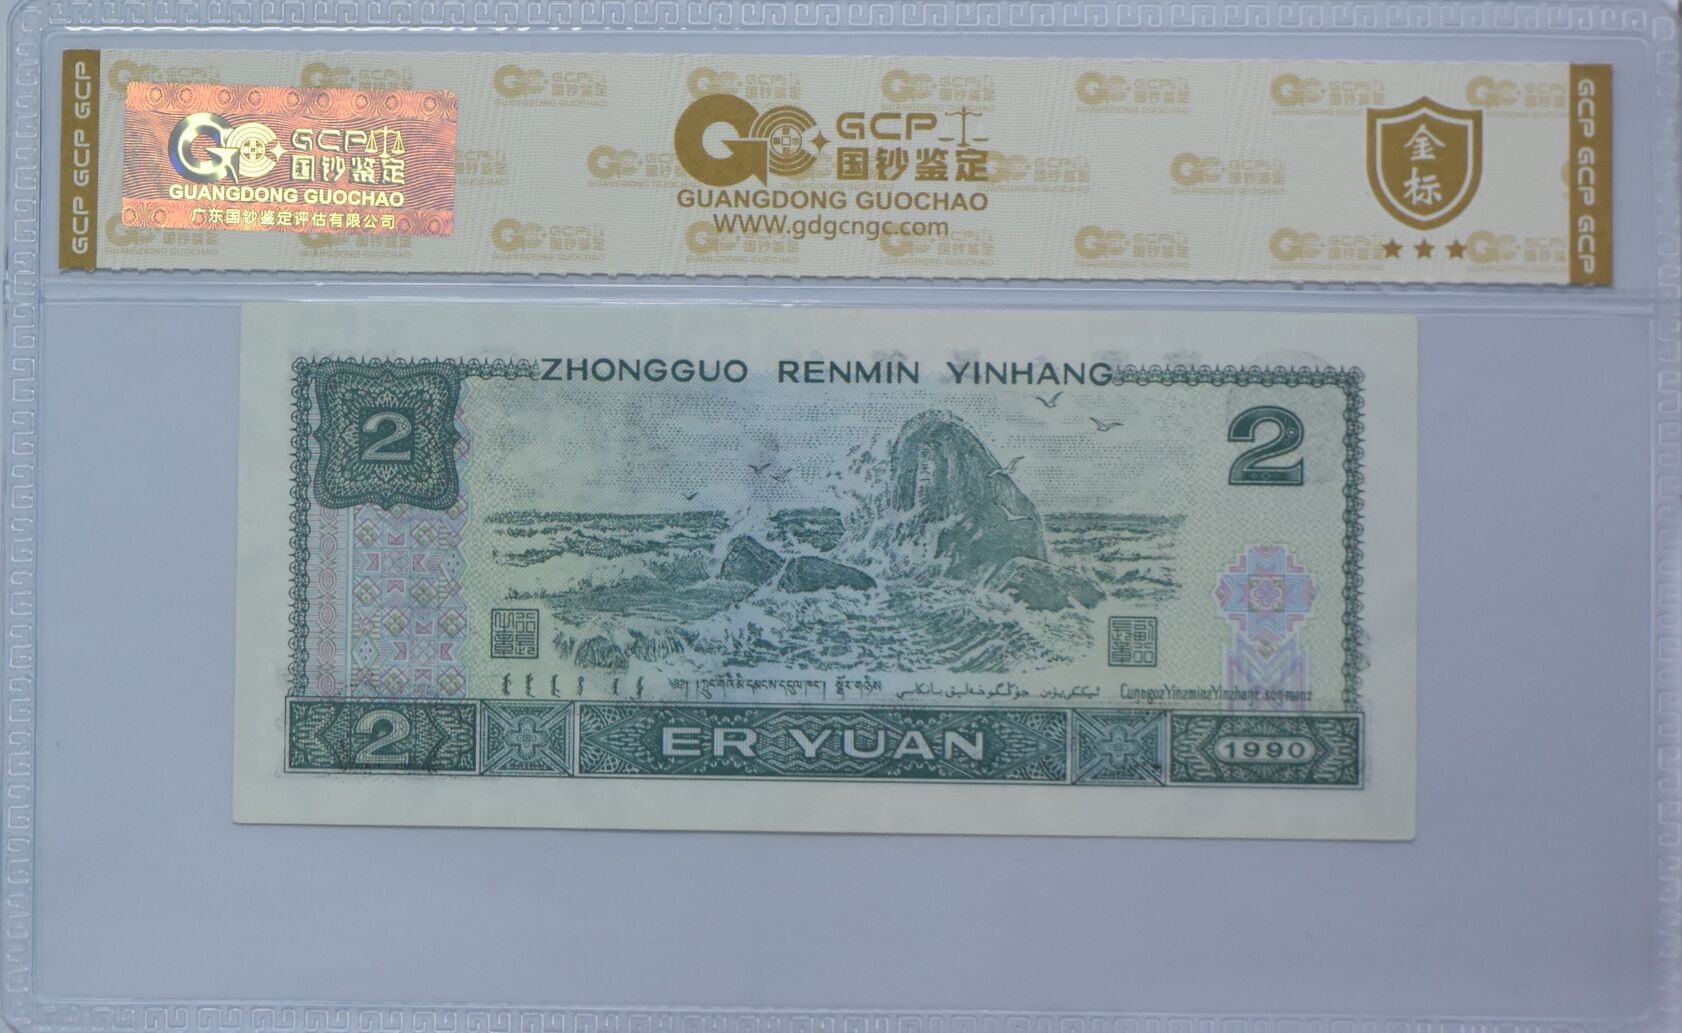 GCP GCP GCP
GCP
国钞鉴定
GUANGDONG GUOCHAO
广东国钞鉴定评估有限公司
GCP
国钞鉴定
GUANGDONG GUOCHAO
WWW.gdgcngc.com
金标
GCP GCP GCP
ZHONGGUO RENMIN YINHANG
2
2
2
ER YUAN
1990